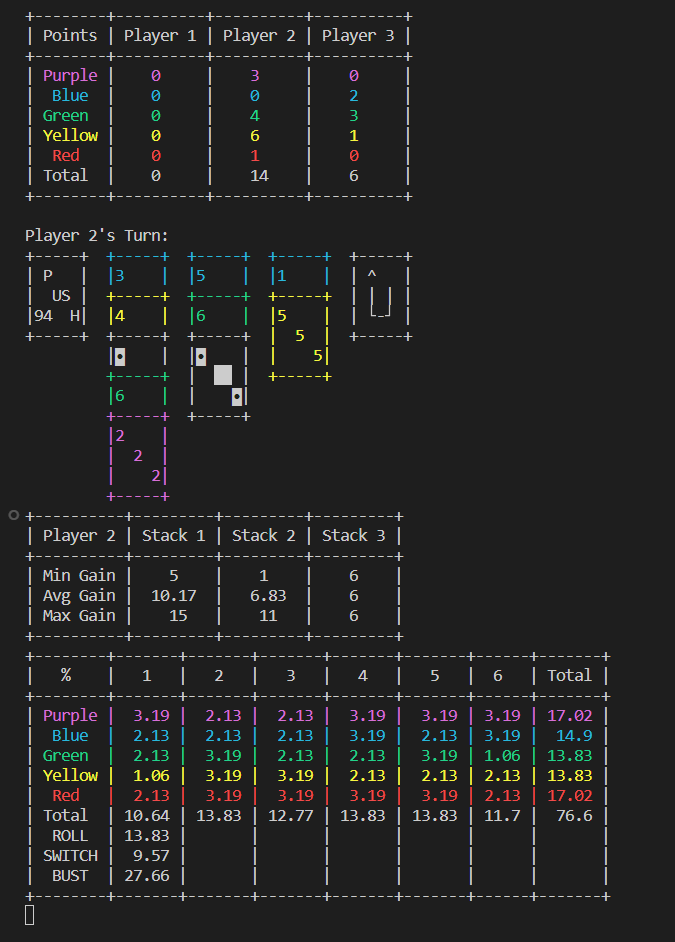 +--------+----------+----------+----------+
| Points | Player 1 | Player 2 | Player 3 |
+--------+----------+----------+----------+
| Purple |    0     |    3     |    0     |
|  Blue  |    0     |    0     |    2     |
| Green  |    0     |    4     |    3     |
| Yellow |    0     |    6     |    1     |
|  Red   |    0     |    1     |    0     |
| Total  |    0     |    14    |    6     |
+--------+----------+----------+----------+

Player 2's Turn:
+-----+  +-----+  +-----+  +-----+  +-----+
| P   |  |3    |  |5    |  |1    |  | ^   |
|  US |  +-----+  +-----+  +-----+  | | | |
|94  H|  |4    |  |6    |  |5    |  | └-┘ |
+-----+  +-----+  +-----+  |  5  |  +-----+
         |•    |  |•    |  |    5|
         +-----+  |  ██ |  +-----+
         |6    |  |    •|
         +-----+  +-----+
         |2    |
         |  2  |
         |    2|
         +-----+
+----------+---------+---------+---------+
| Player 2 | Stack 1 | Stack 2 | Stack 3 |
+----------+---------+---------+---------+
| Min Gain |    5    |    1    |    6    |
| Avg Gain |  10.17  |  6.83   |    6    |
| Max Gain |    15   |   11    |    6    |
+----------+---------+---------+---------+
+--------+-------+-------+-------+-------+-------+------+-------+
|   %    |   1   |   2   |   3   |   4   |   5   |  6   | Total |
+--------+-------+-------+-------+-------+-------+------+-------+
| Purple |  3.19 |  2.13 |  2.13 |  3.19 |  3.19 | 3.19 | 17.02 |
|  Blue  |  2.13 |  2.13 |  2.13 |  3.19 |  2.13 | 3.19 |  14.9 |
| Green  |  2.13 |  3.19 |  2.13 |  2.13 |  3.19 | 1.06 | 13.83 |
| Yellow |  1.06 |  3.19 |  3.19 |  2.13 |  2.13 | 2.13 | 13.83 |
|  Red   |  2.13 |  3.19 |  3.19 |  3.19 |  3.19 | 2.13 | 17.02 |
| Total  | 10.64 | 13.83 | 12.77 | 13.83 | 13.83 | 11.7 |  76.6 |
|  ROLL  | 13.83 |       |       |       |       |      |       |
| SWITCH |  9.57 |       |       |       |       |      |       |
|  BUST  | 27.66 |       |       |       |       |      |       |
+--------+-------+-------+-------+-------+-------+------+-------+